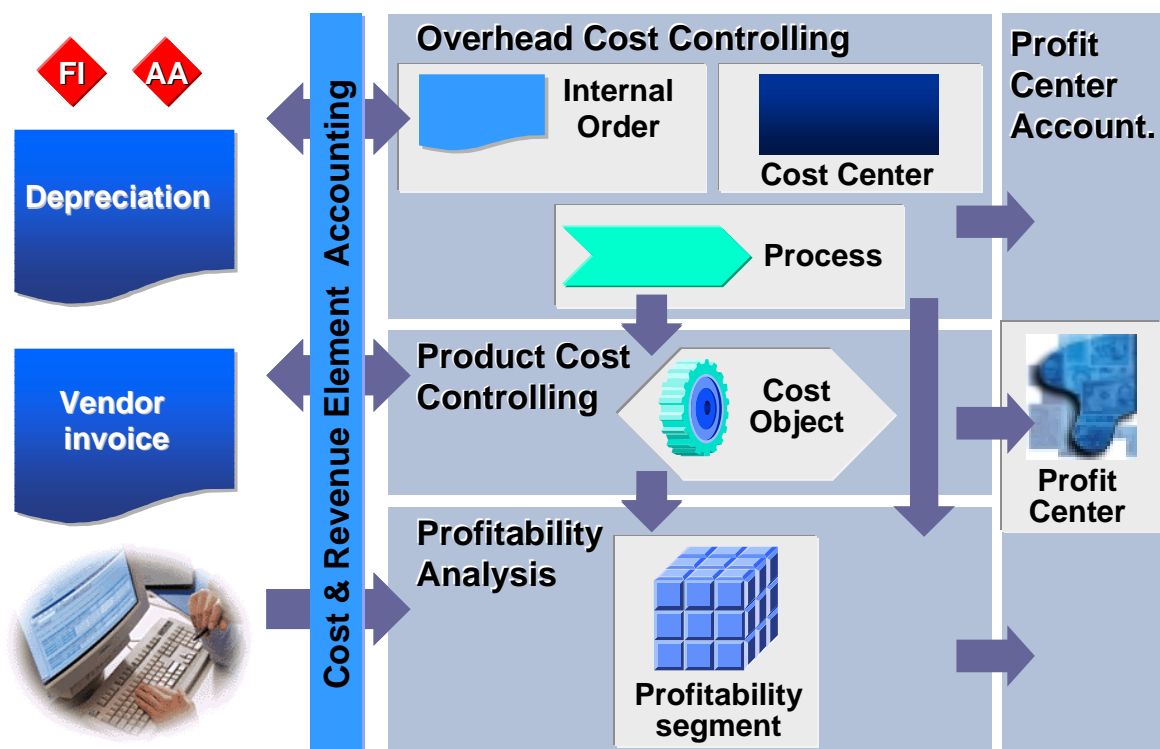 FI
AA
Depreciation
Vendor
invoice
Cost & Revenue Element Accounting
Overhead Cost Controlling
Internal
Order
Cost Center
Process
Product Cost
Controlling
Cost
Object
Profitability
Analysis
Profitability
segment
Profit
Center
Account.
Profit
Center